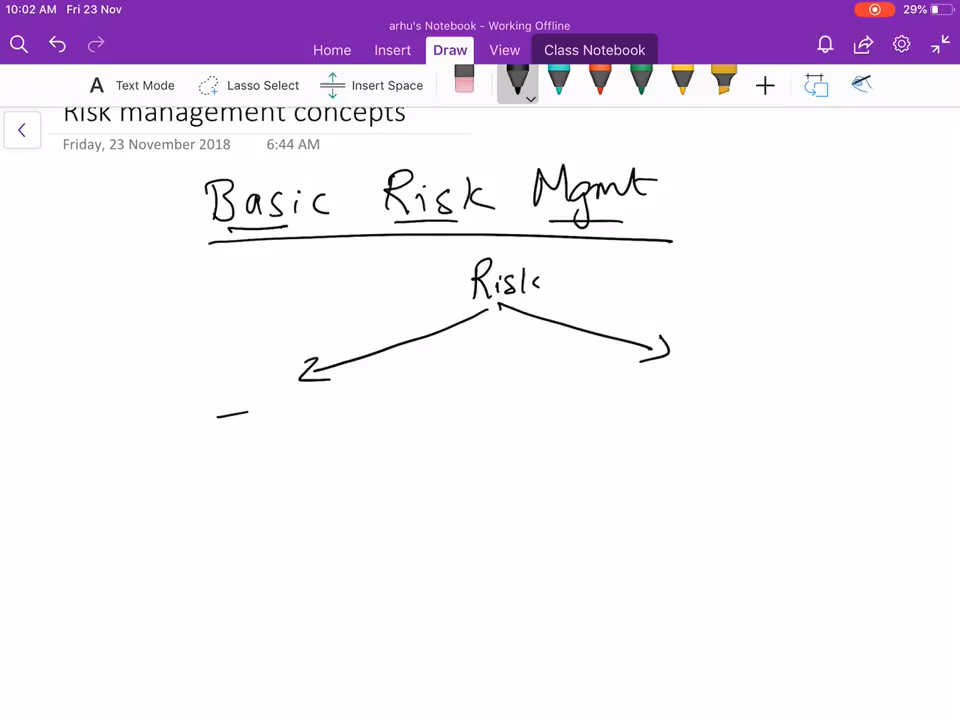 10:02 AM Fri 23 Nov 29%
arhu's Notebook - Working Offline
Home Insert Draw View Class Notebook
A Text Mode Lasso Select Insert Space
Risk management concepts
Friday, 23 November 2018 6:44 AM
Basic Risk Mgmt
Risk